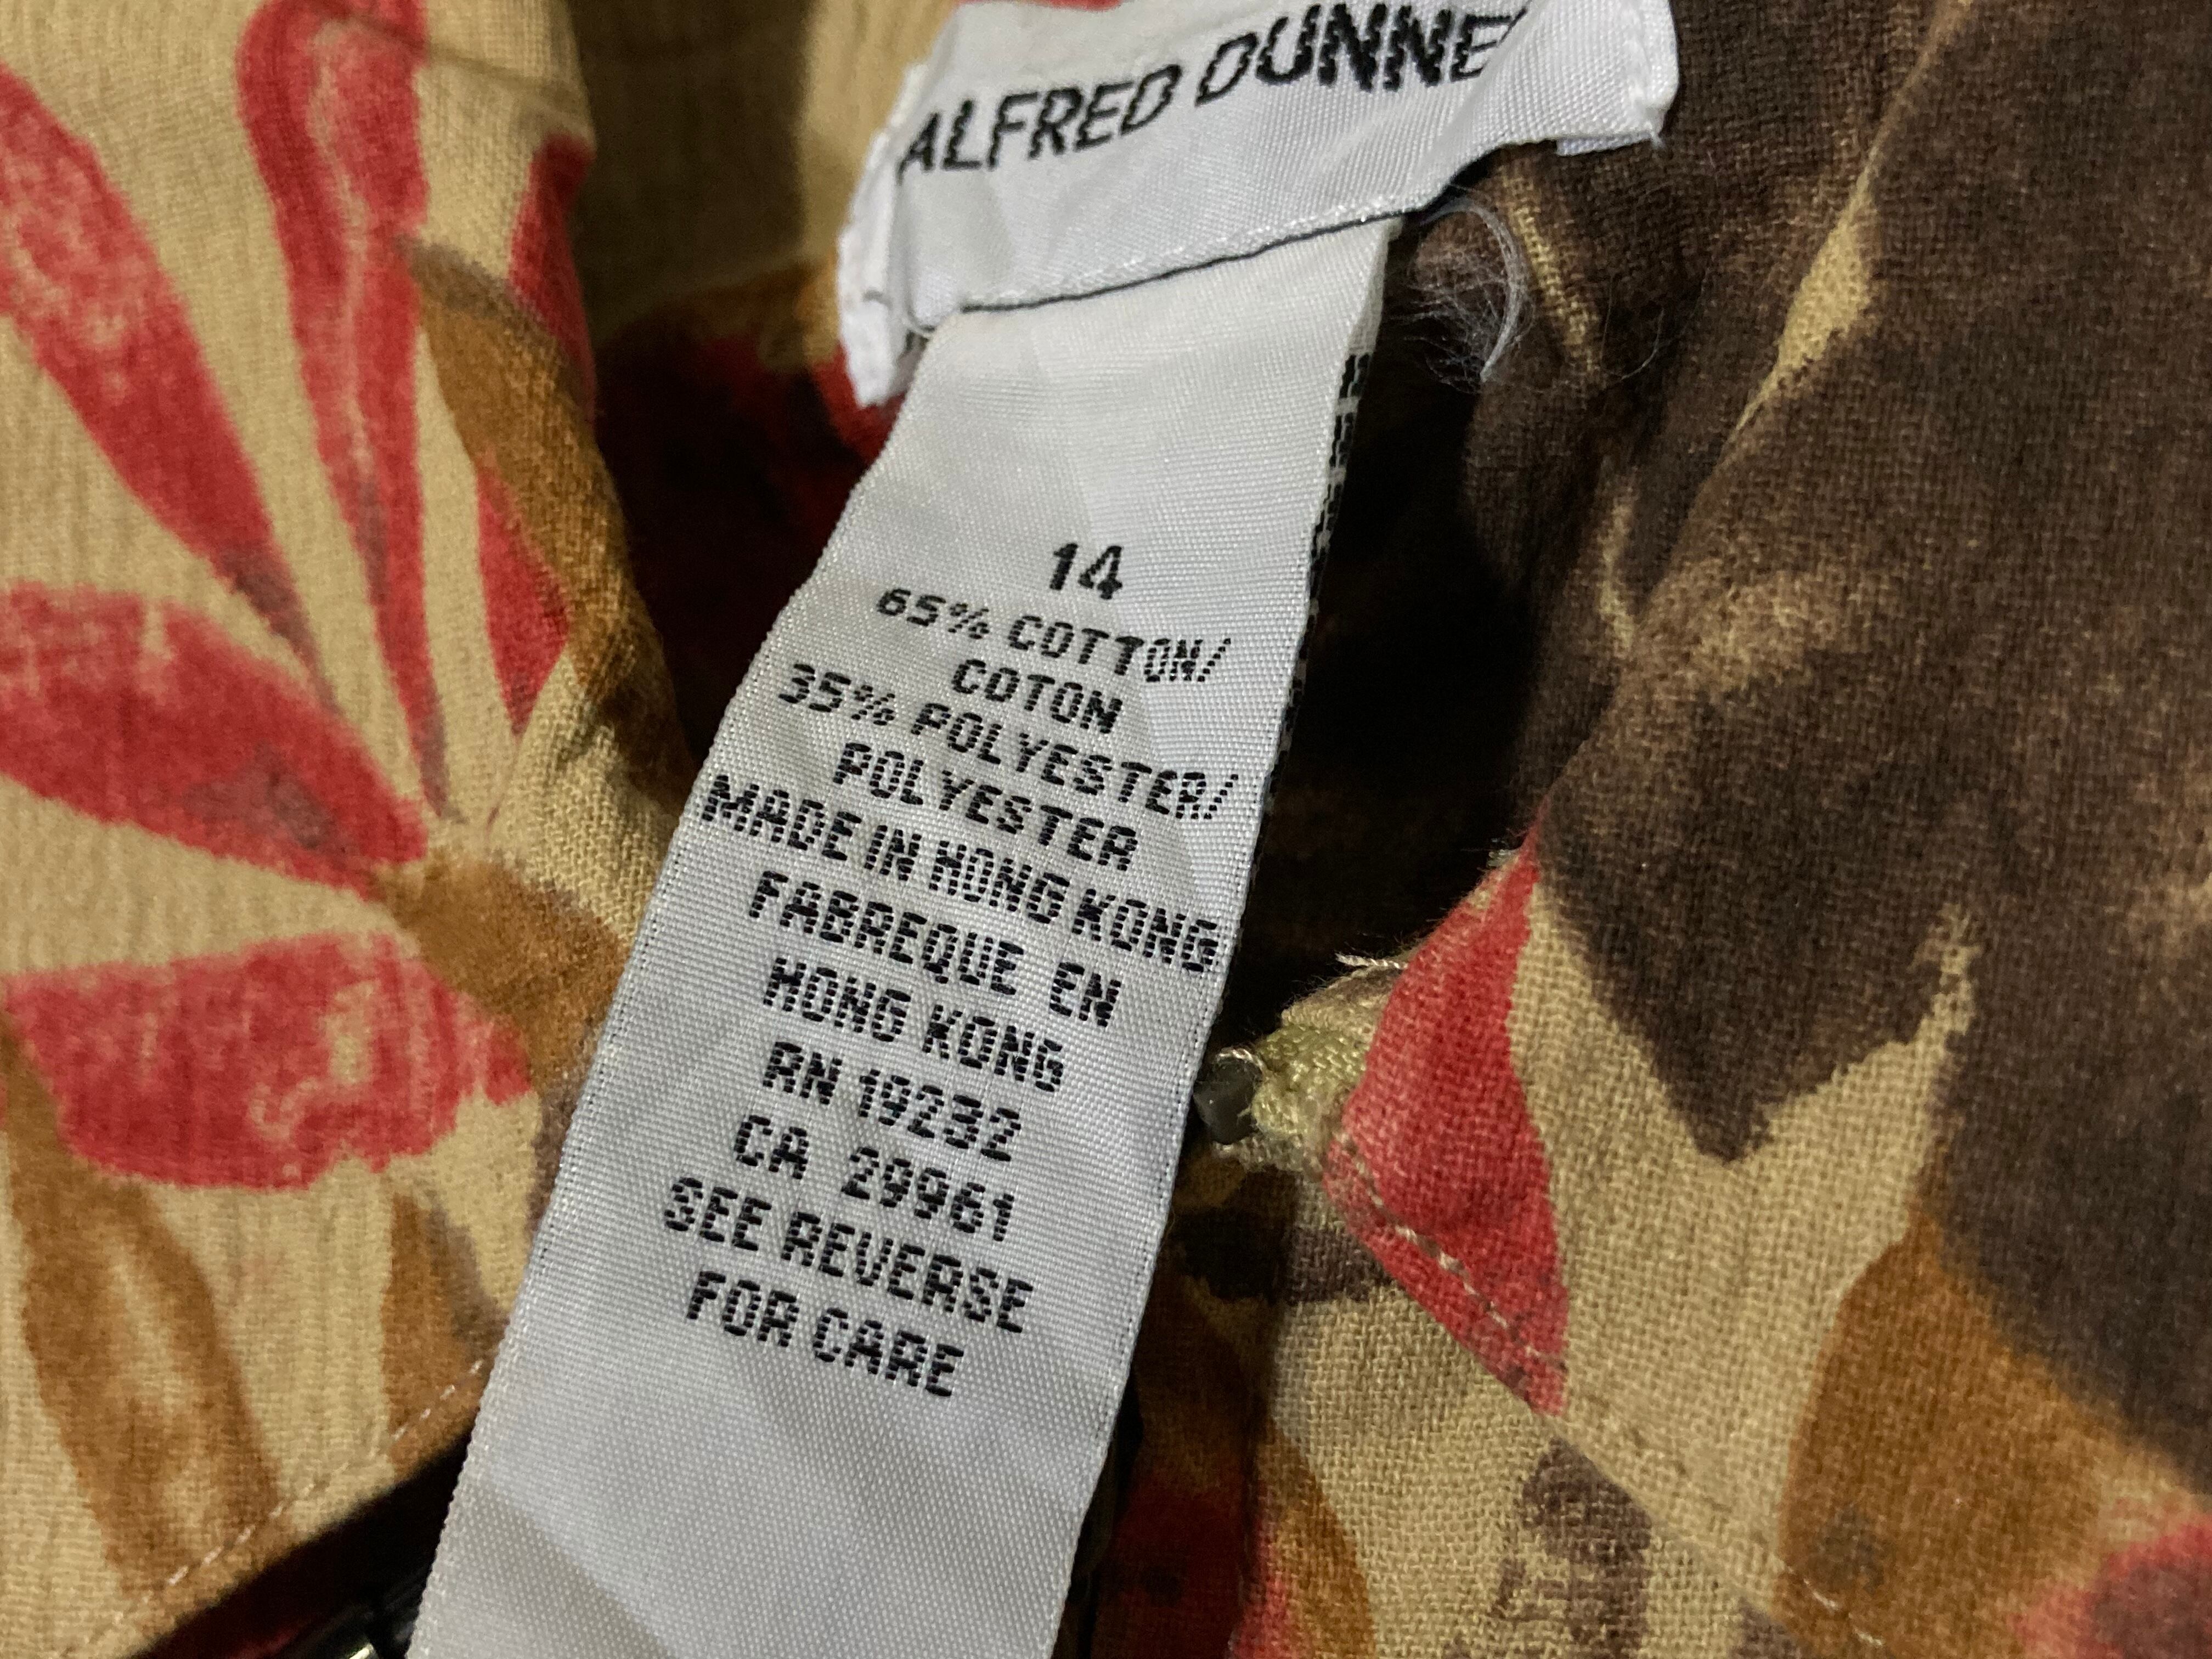 ALFRED DUNNE
14
65% COTTON/
COTON
35% POLYESTER/
POLYESTER
MADE IN HONG KONG
FABREQUE EN
HONG KONG
RN 19232
CA 29961
SEE REVERSE
FOR CARE